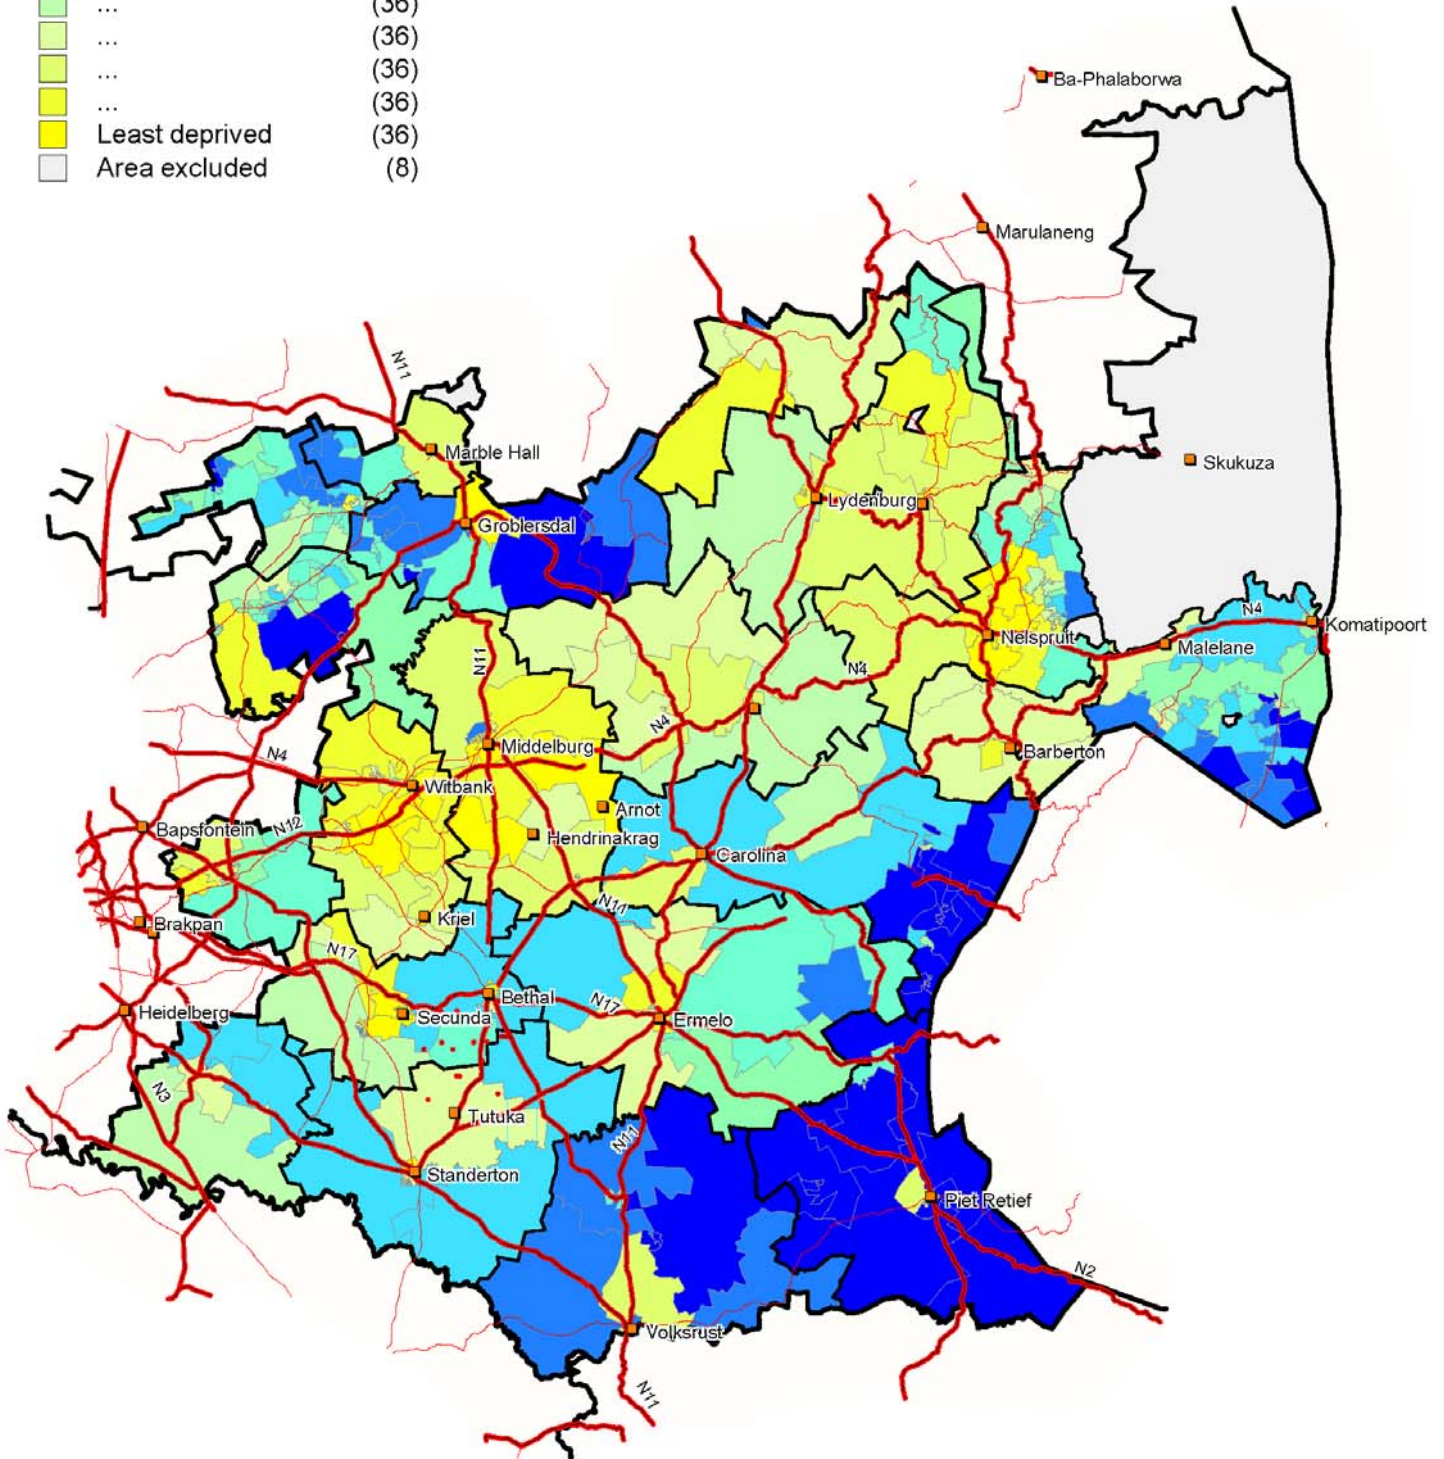 ... (36)
... (36)
... (36)
... (36)
Least deprived (36)
Area excluded (8)
Ba-Phalaborwa
Marulaneng
N11
Marble Hall
Skukuza
Lydenburg
Groblersdal
N4
Komatipoort
Nelspruit
Malelane
N11
N4
N4
Middelburg
Barberton
N4
Witbank
Arnot
Bapsfontein
N12
Hendrinakrag
Carolina
N11
Kriel
Brakpan
N17
Bethal
N17
Heidelberg
Secunda
Ermelo
N3
Tutuka
N11
Standerton
Piet Retief
N2
Volksrust
N11